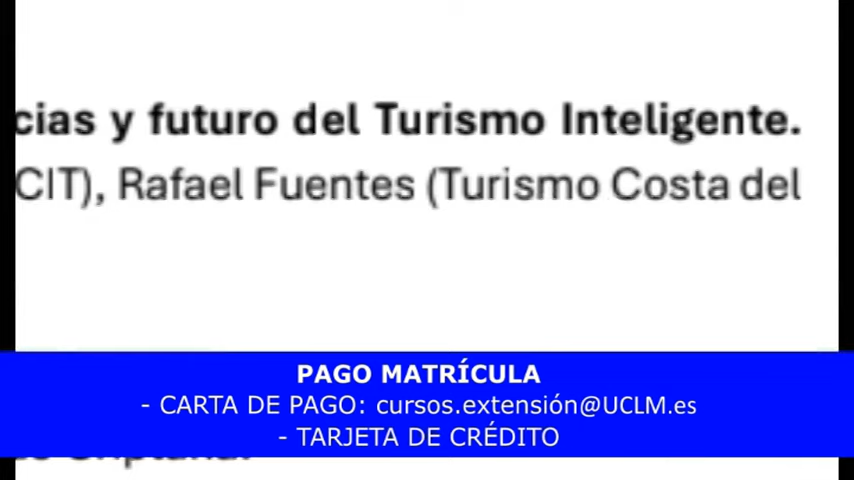 cias y futuro del Turismo Inteligente.
CIT), Rafael Fuentes (Turismo Costa del
PAGO MATRÍCULA
- CARTA DE PAGO: cursos.extensión@UCLM.es
- TARJETA DE CRÉDITO